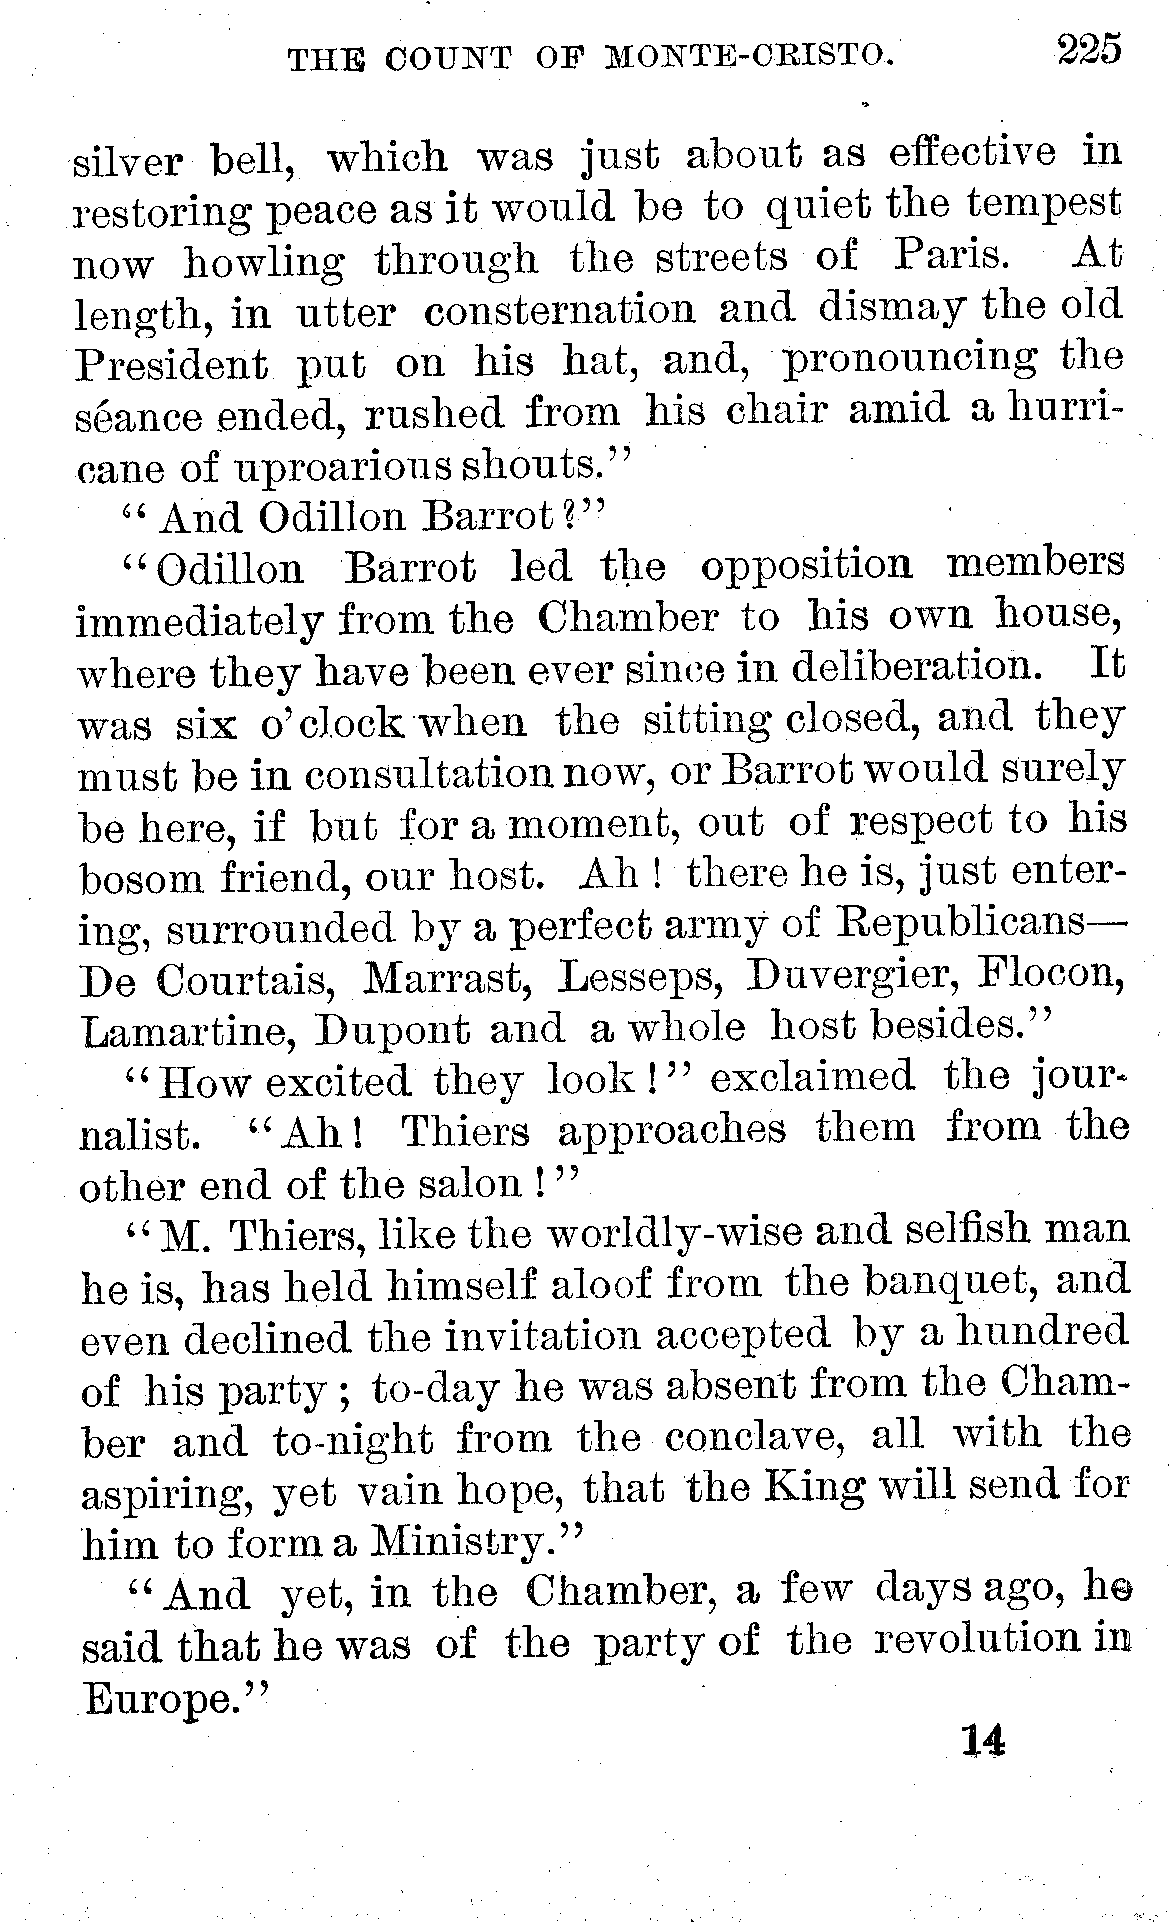 THE COUNT OF MONTE-CRISTO. 225
silver bell, which was just about as effective in
restoring peace as it would be to quiet the tempest
now howling through the streets of Paris. At
length, in utter consternation and dismay the old
President put on his hat, and, pronouncing the
séance ended, rushed from his chair amid a hurri-
cane of uproarious shouts."
"And Odillon Barrot?"
"Odillon Barrot led the opposition members
immediately from the Chamber to his own house,
where they have been ever since in deliberation. It
was six o'clock when the sitting closed, and they
must be in consultation now, or Barrot would surely
be here, if but for a moment, out of respect to his
bosom friend, our host. Ah! there he is, just enter-
ing, surrounded by a perfect army of Republicans—
De Courtais, Marrast, Lesseps, Duvergier, Flocon,
Lamartine, Dupont and a whole host besides."
"How excited they look!" exclaimed the jour-
nalist. "Ah! Thiers approaches them from the
other end of the salon!"
"M. Thiers, like the worldly-wise and selfish man
he is, has held himself aloof from the banquet, and
even declined the invitation accepted by a hundred
of his party; to-day he was absent from the Cham-
ber and to-night from the conclave, all with the
aspiring, yet vain hope, that the King will send for
him to form a Ministry."
"And yet, in the Chamber, a few days ago, he
said that he was of the party of the revolution in
Europe."
14